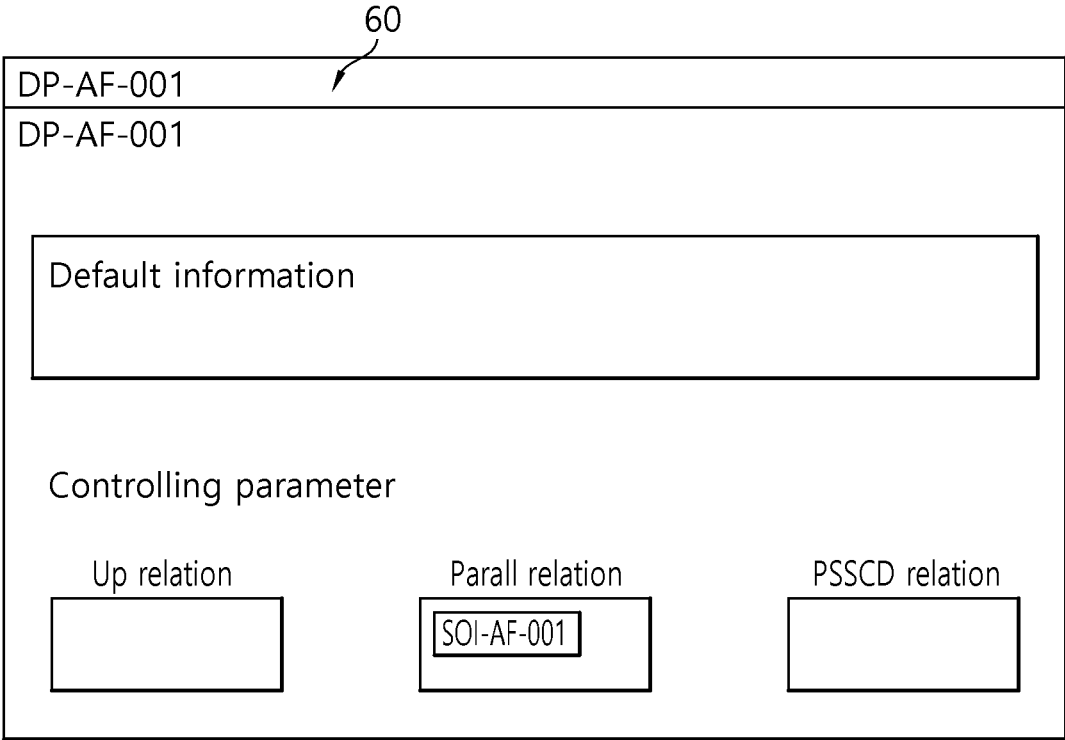 60
DP-AF-001
DP-AF-001
Default information
Controlling parameter
Up relation
Parall relation
PSSCD relation
SOI-AF-001